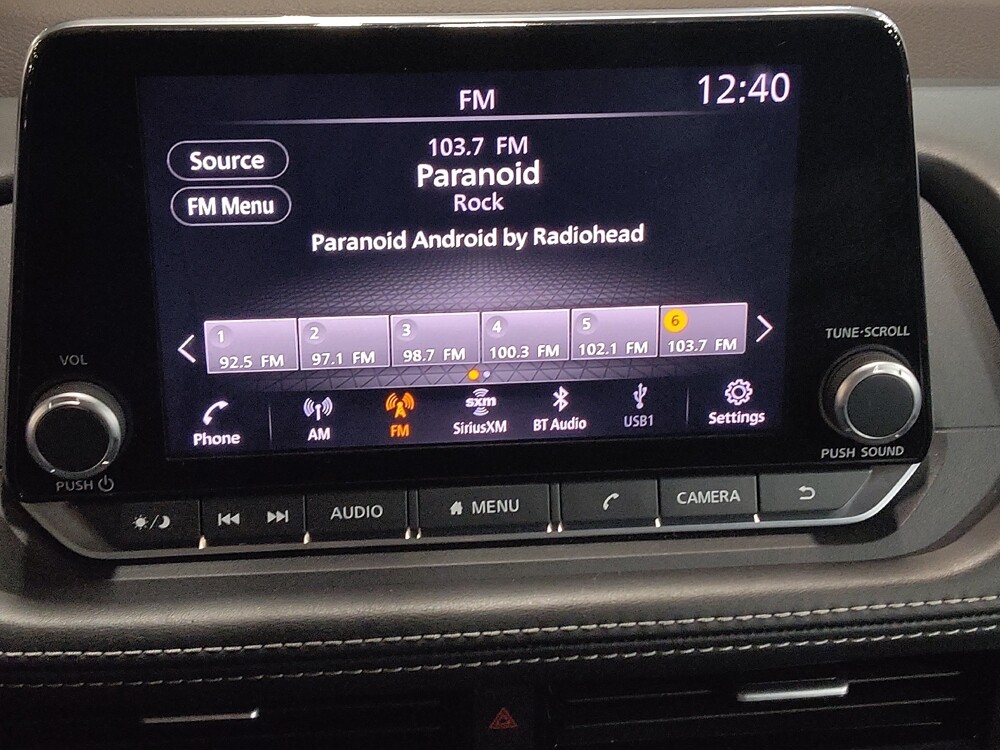 FM
12:40
Source
FM Menu
103.7 FM
Paranoid
Rock
Paranoid Android by Radiohead
1
92.5 FM
2
97.1 FM
3
98.7 FM
4
100.3 FM
5
102.1 FM
6
103.7 FM
Phone
AM
FM
sxm
SiriusXM
BT Audio
USB1
Settings
VOL
PUSH
TUNE·SCROLL
PUSH SOUND
AUDIO
MENU
CAMERA